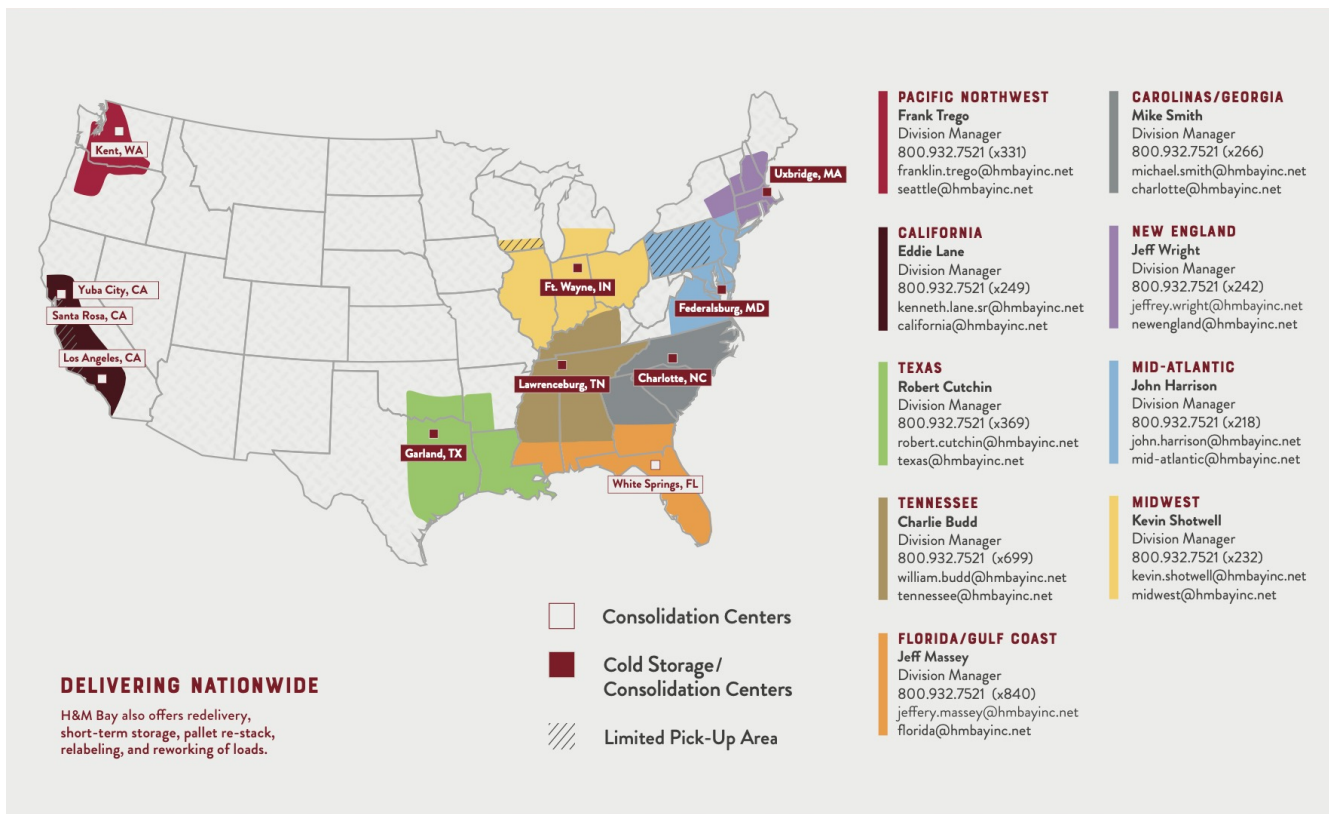 Kent, WA
Yuba City, CA
Santa Rosa, CA
Los Angeles, CA
Uxbridge, MA
Ft. Wayne, IN
Federalsburg, MD
Lawrenceburg, TN
Charlotte, NC
Garland, TX
White Springs, FL
Consolidation Centers
Cold Storage/
Consolidation Centers
Limited Pick-Up Area
DELIVERING NATIONWIDE
H&M Bay also offers redelivery,
short-term storage, pallet re-stack,
relabeling, and reworking of loads.
PACIFIC NORTHWEST
Frank Trego
Division Manager
800.932.7521 (x331)
franklin.trego@hmbayinc.net
seattle@hmbayinc.net
CALIFORNIA
Eddie Lane
Division Manager
800.932.7521 (x249)
kenneth.lane.sr@hmbayinc.net
california@hmbayinc.net
TEXAS
Robert Cutchin
Division Manager
800.932.7521 (x369)
robert.cutchin@hmbayinc.net
texas@hmbayinc.net
TENNESSEE
Charlie Budd
Division Manager
800.932.7521 (x699)
william.budd@hmbayinc.net
tennessee@hmbayinc.net
FLORIDA/GULF COAST
Jeff Massey
Division Manager
800.932.7521 (x840)
jeffery.massey@hmbayinc.net
florida@hmbayinc.net
CAROLINAS/GEORGIA
Mike Smith
Division Manager
800.932.7521 (x266)
michael.smith@hmbayinc.net
charlotte@hmbayinc.net
NEW ENGLAND
Jeff Wright
Division Manager
800.932.7521 (x242)
jeffrey.wright@hmbayinc.net
newengland@hmbayinc.net
MID-ATLANTIC
John Harrison
Division Manager
800.932.7521 (x218)
john.harrison@hmbayinc.net
mid-atlantic@hmbayinc.net
MIDWEST
Kevin Shotwell
Division Manager
800.932.7521 (x232)
kevin.shotwell@hmbayinc.net
midwest@hmbayinc.net